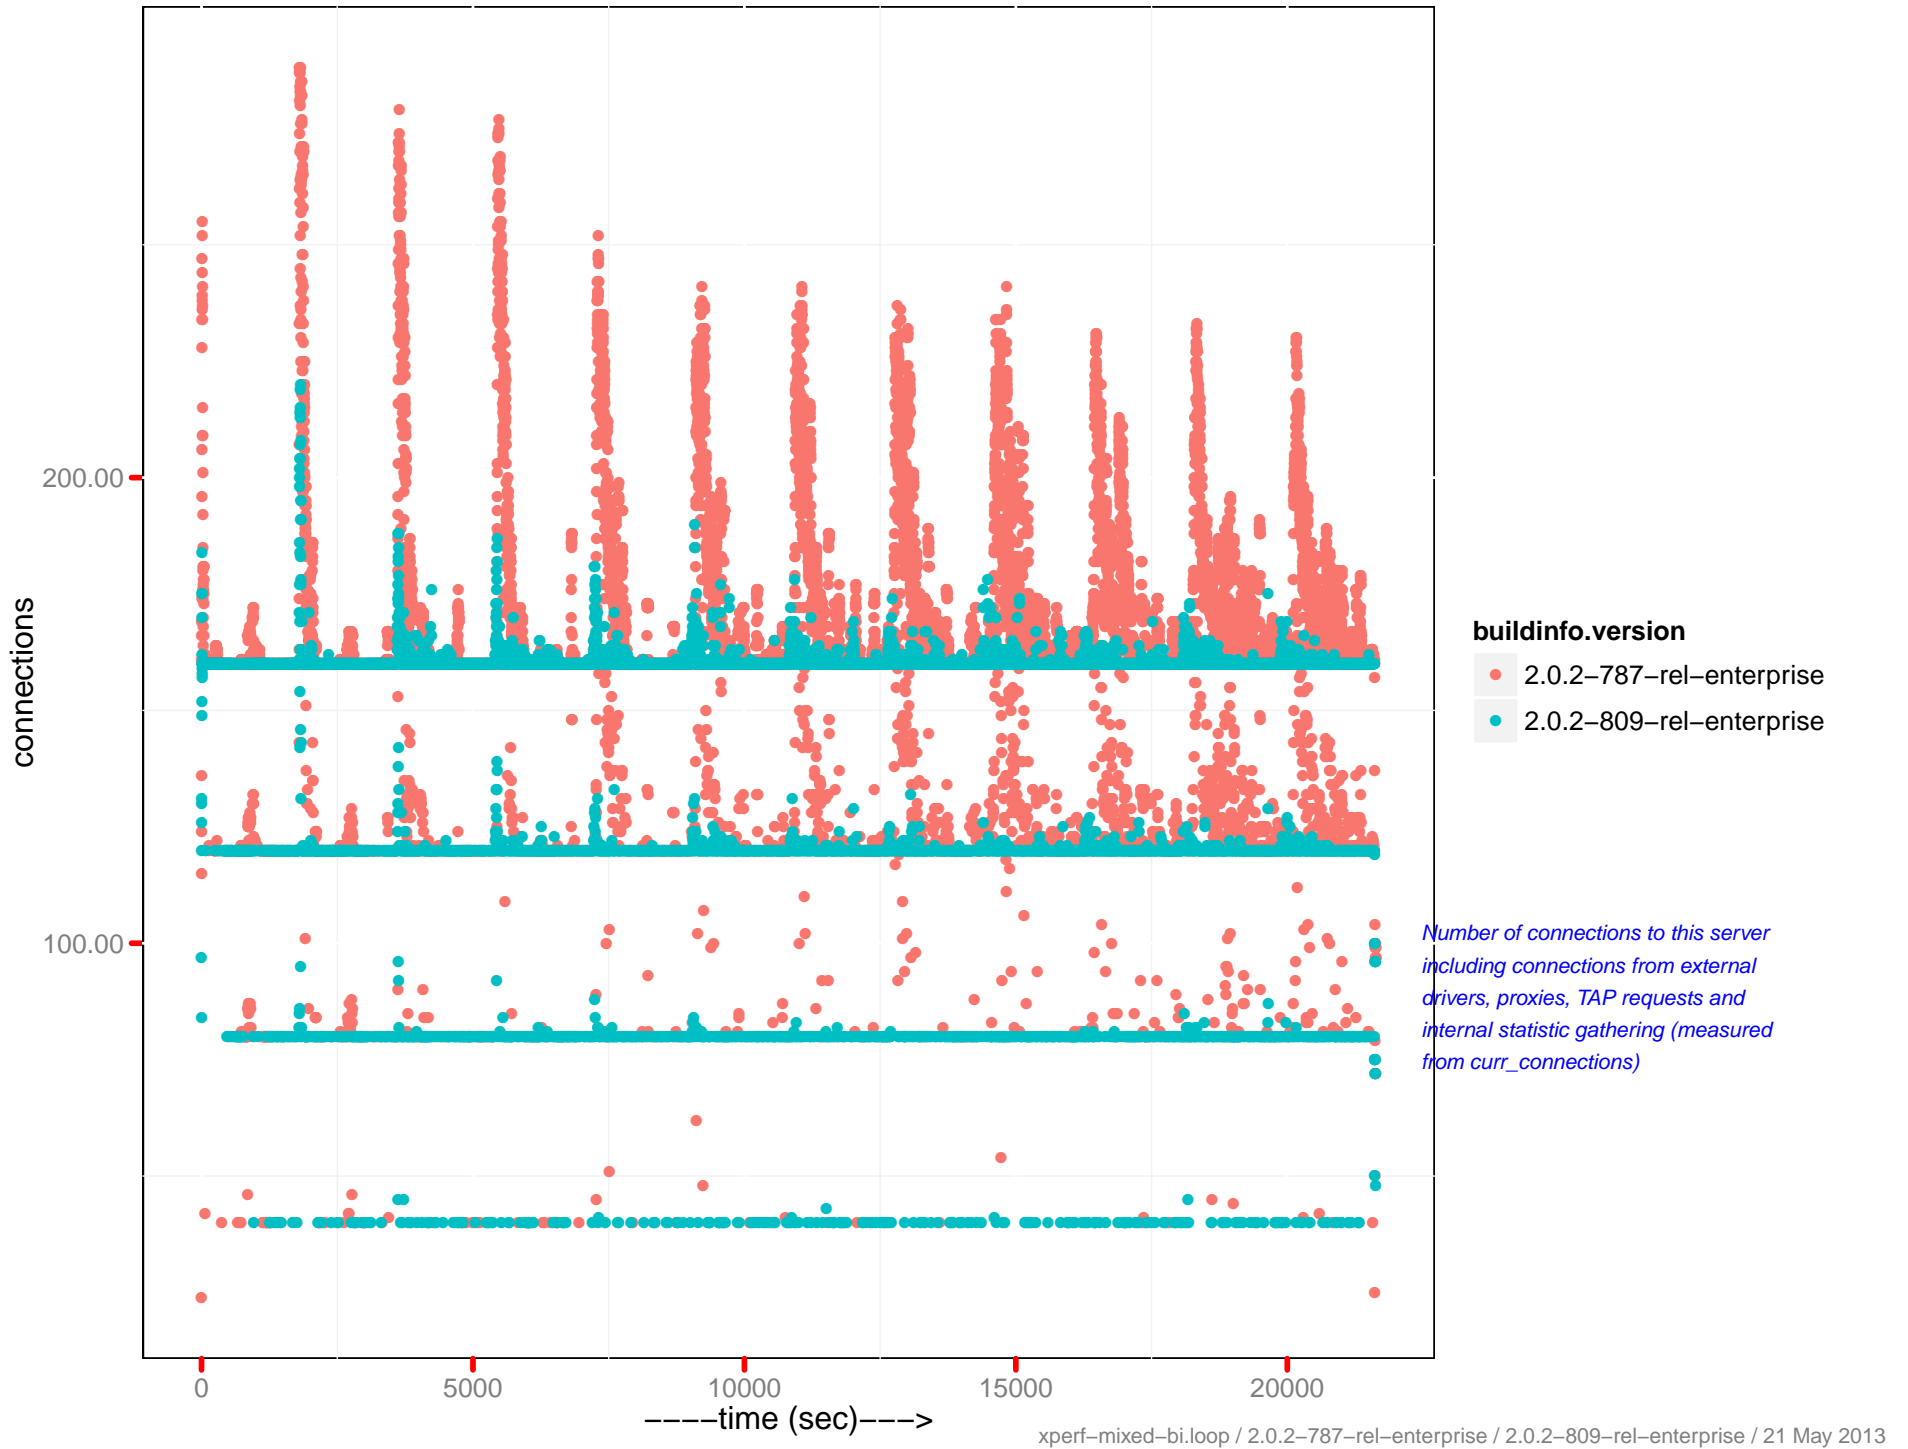 connections
200.00
100.00
0
5000
10000
15000
20000
−−−−time (sec)−−−>
buildinfo.version
2.0.2−787−rel−enterprise
2.0.2−809−rel−enterprise
Number of connections to this server
including connections from external
drivers, proxies, TAP requests and
internal statistic gathering (measured
from curr_connections)
xperf−mixed−bi.loop / 2.0.2−787−rel−enterprise / 2.0.2−809−rel−enterprise / 21 May 2013